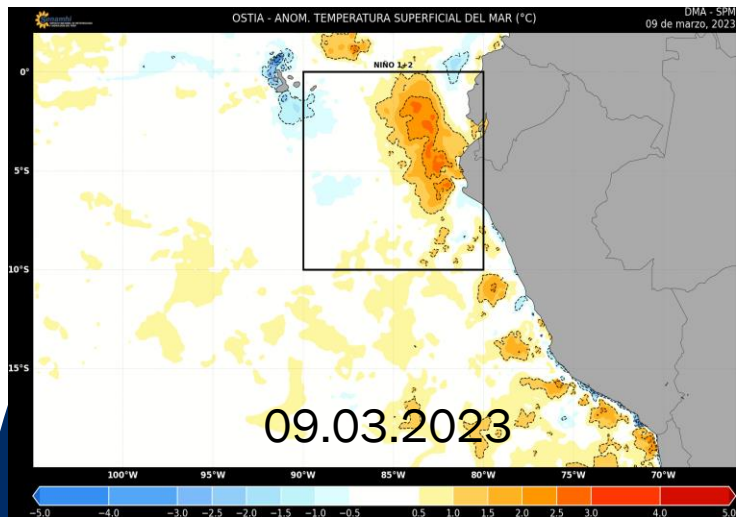 senamhi
OSTIA - ANOM. TEMPERATURA SUPERFICIAL DEL MAR (°C)
DMA - SPM
09 de marzo, 2023
NIÑO 1+2
0°
5°S
10°S
15°S
09.03.2023
100°W 95°W 90°W 85°W 80°W 75°W 70°W
−5.0 −4.0 −3.0 −2.5 −2.0 −1.5 −1.0 −0.5 0.5 1.0 1.5 2.0 2.5 3.0 4.0 5.0